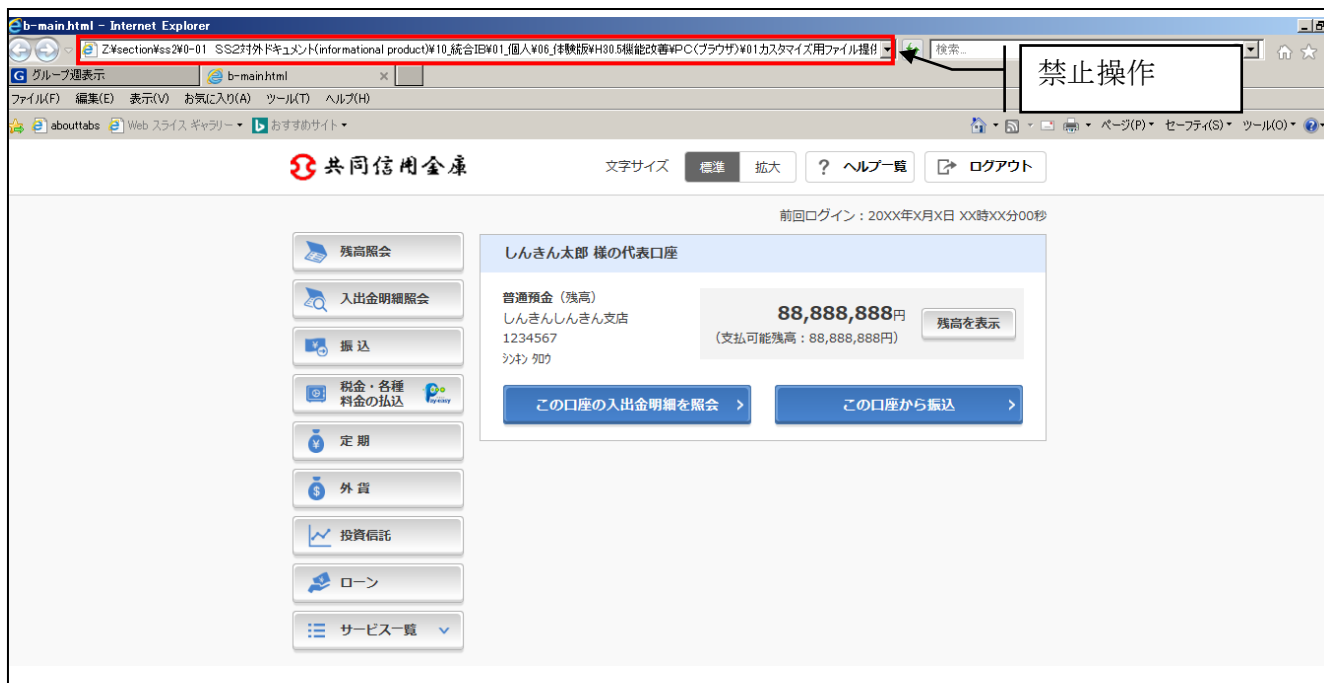 b-main.html - Internet Explorer
Z:¥section¥ss2¥0-01 SS2対外ドキュメント(informational product)¥10_統合IB¥01_個人¥06_体験版¥H30.5機能改善¥PC(ブラウザ)¥01カスタマイズ用ファイル提供
検索...
禁止操作
グループ週表示
b-main.html
ファイル(F) 編集(E) 表示(V) お気に入り(A) ツール(T) ヘルプ(H)
abouttabs Web スライス ギャラリー おすすめサイト
ページ(P) セーフティ(S) ツール(O)
共同信用金庫
文字サイズ 標準 拡大 ? ヘルプ一覧 ログアウト
前回ログイン：20XX年X月X日 XX時XX分00秒
残高照会
しんきん太郎 様の代表口座
入出金明細照会
普通預金（残高）
しんきんしんきん支店
1234567
ｼﾝｷﾝ ﾀﾛｳ
88,888,888円
（支払可能残高：88,888,888円）
残高を表示
振込
税金・各種
料金の払込
Pay-easy
この口座の入出金明細を照会
この口座から振込
定期
外貨
投資信託
ローン
サービス一覧